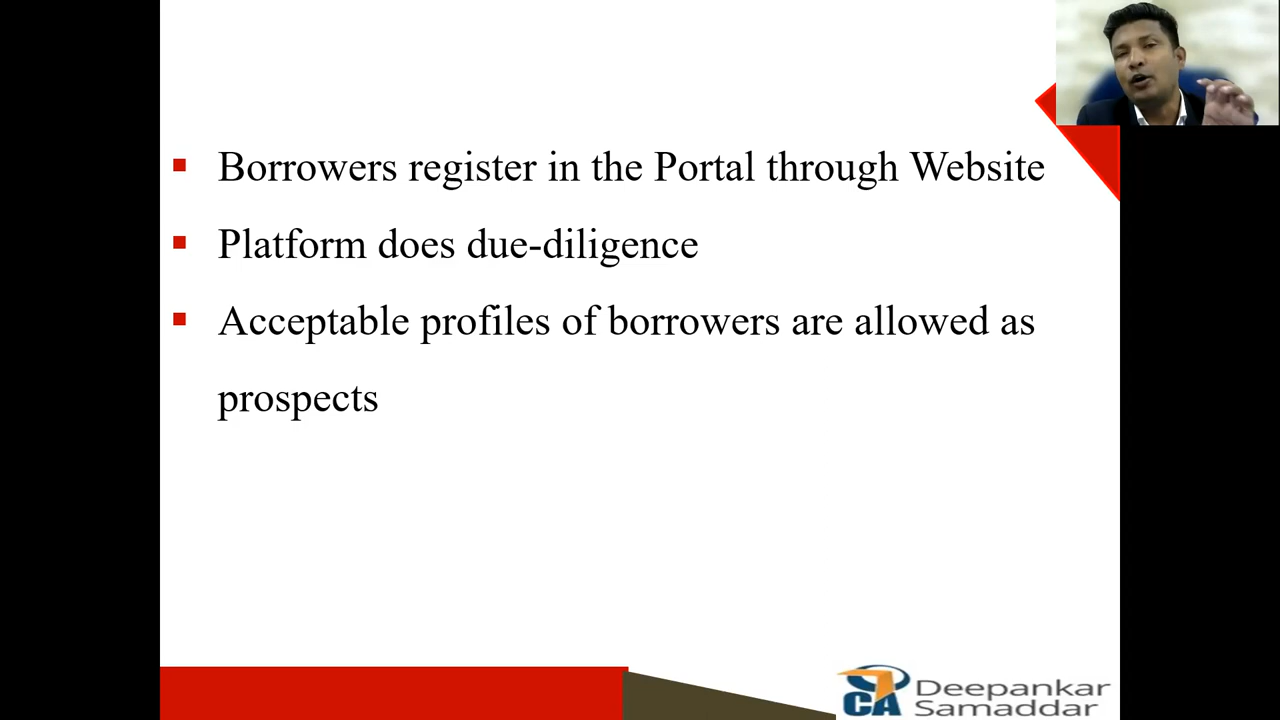 Borrowers register in the Portal through Website
Platform does due-diligence
Acceptable profiles of borrowers are allowed as
prospects
CA
Deepankar
Samaddar